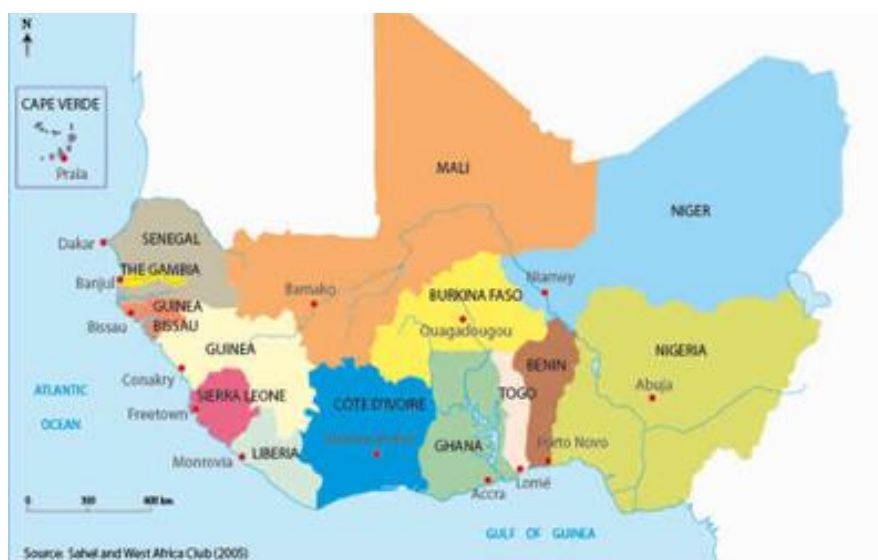 N
CAPE VERDE
Praia
MALI
NIGER
Dakar
SENEGAL
Banjul
THE GAMBIA
Bamako
Niamwy
BURKINA FASO
GUINEA
BISSAU
Bissau
Ouagadougou
GUINEA
NIGERIA
BENIN
Conakry
SIERRA LEONE
TOGO
Abuja
ATLANTIC
OCEAN
Freetown
CÔTE D'IVOIRE
GHANA
Porto Novo
LIBERIA
Monrovia
Lomé
Accra
0
600 km
GULF OF GUINEA
Source: Sahel and West Africa Club (2005)